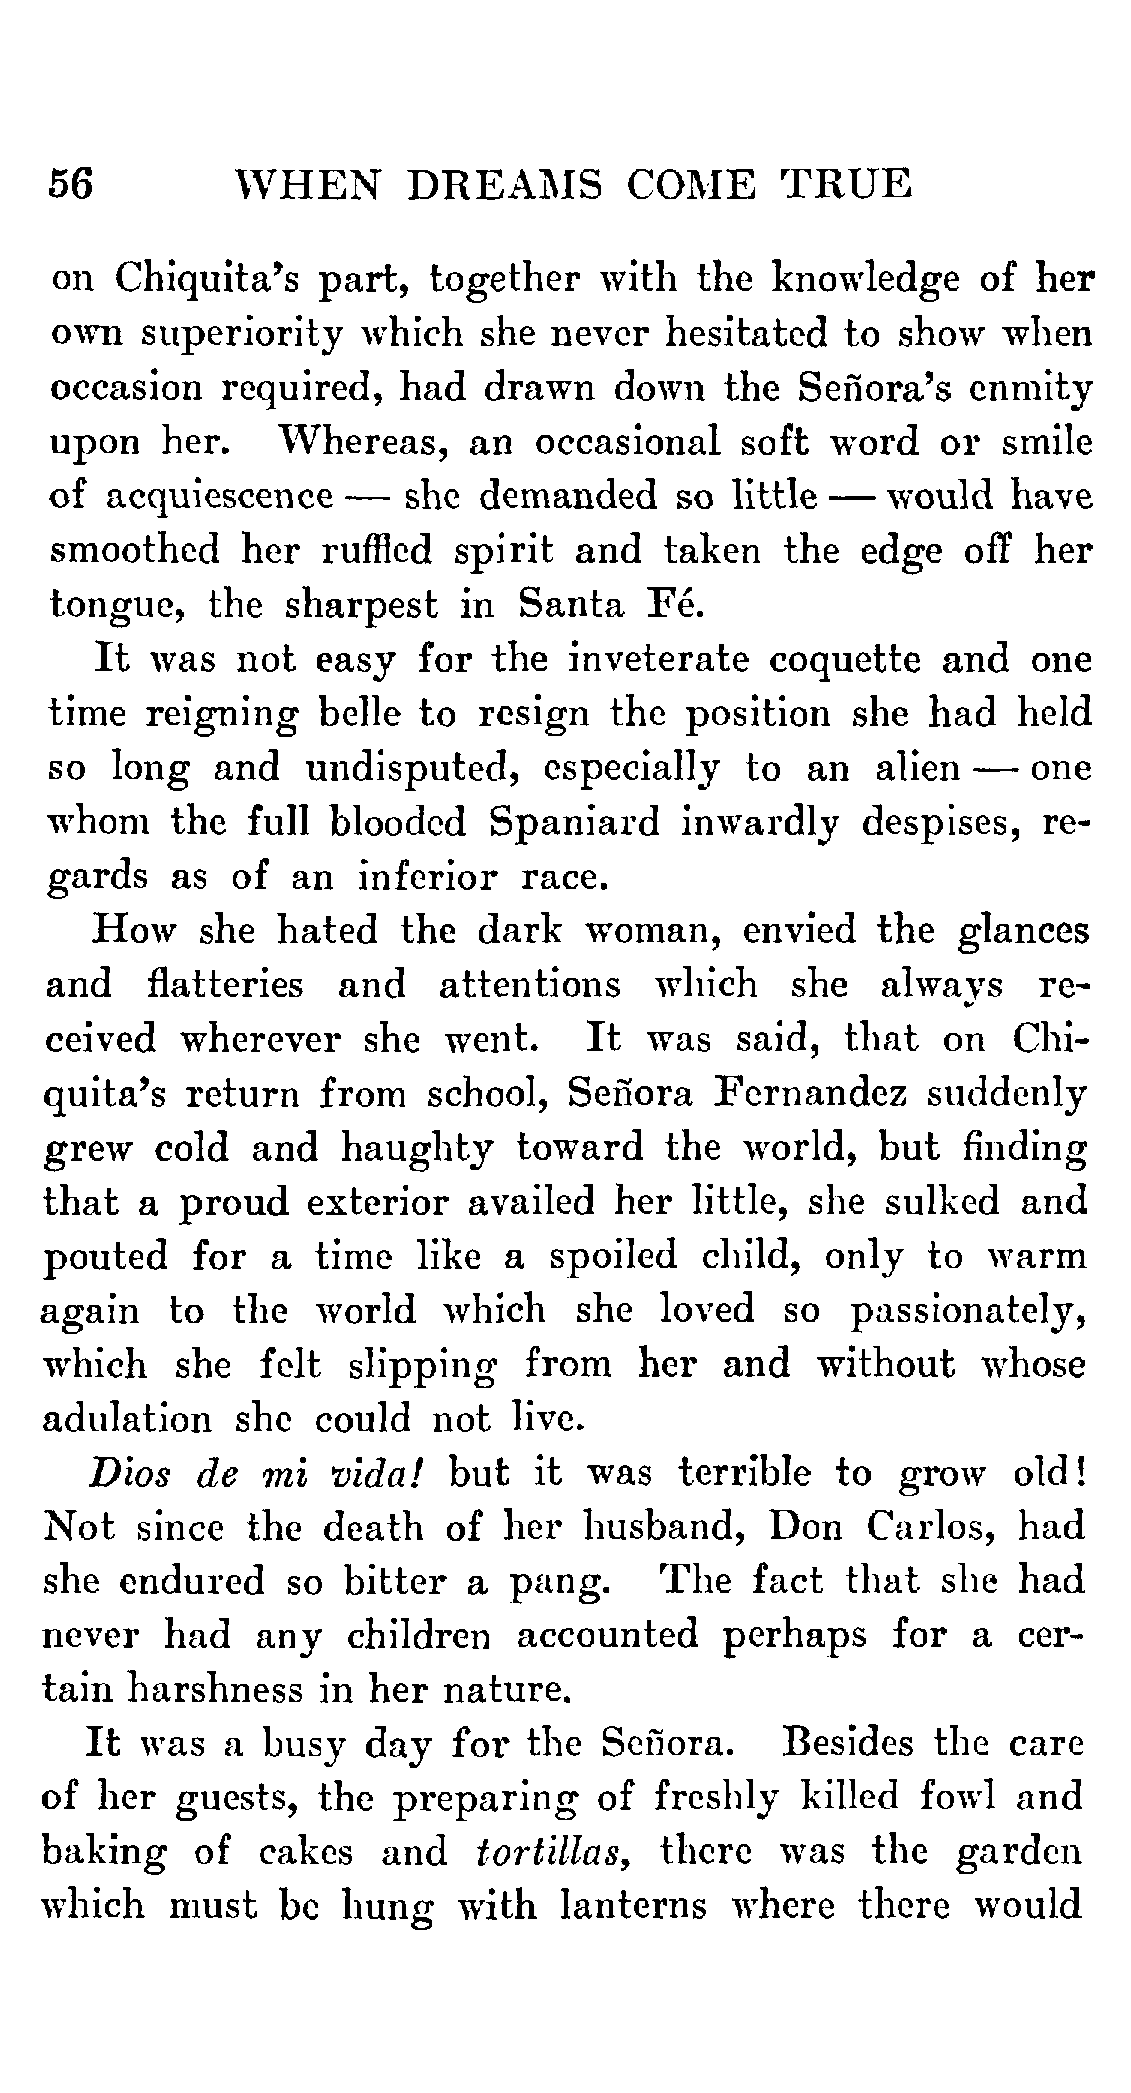 56 WHEN DREAMS COME TRUE
on Chiquita's part, together with the knowledge of her
own superiority which she never hesitated to show when
occasion required, had drawn down the Señora's enmity
upon her. Whereas, an occasional soft word or smile
of acquiescence — she demanded so little — would have
smoothed her ruffled spirit and taken the edge off her
tongue, the sharpest in Santa Fé.
It was not easy for the inveterate coquette and one
time reigning belle to resign the position she had held
so long and undisputed, especially to an alien — one
whom the full blooded Spaniard inwardly despises, re-
gards as of an inferior race.
How she hated the dark woman, envied the glances
and flatteries and attentions which she always re-
ceived wherever she went. It was said, that on Chi-
quita's return from school, Señora Fernandez suddenly
grew cold and haughty toward the world, but finding
that a proud exterior availed her little, she sulked and
pouted for a time like a spoiled child, only to warm
again to the world which she loved so passionately,
which she felt slipping from her and without whose
adulation she could not live.
Dios de mi vida! but it was terrible to grow old!
Not since the death of her husband, Don Carlos, had
she endured so bitter a pang. The fact that she had
never had any children accounted perhaps for a cer-
tain harshness in her nature.
It was a busy day for the Señora. Besides the care
of her guests, the preparing of freshly killed fowl and
baking of cakes and tortillas, there was the garden
which must be hung with lanterns where there would